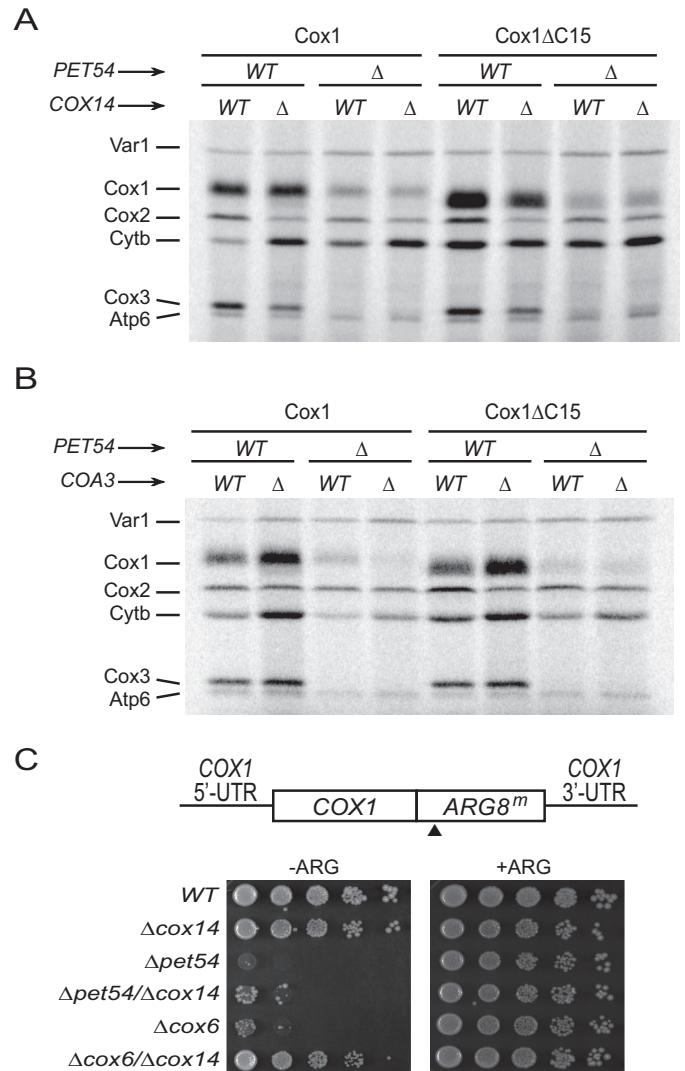 A
Cox1 Cox1ΔC15
PET54 WT Δ WT Δ
COX14 WT Δ WT Δ WT Δ WT Δ
Var1
Cox1
Cox2
Cytb
Cox3
Atp6
B
Cox1 Cox1ΔC15
PET54 WT Δ WT Δ
COA3 WT Δ WT Δ WT Δ WT Δ
Var1
Cox1
Cox2
Cytb
Cox3
Atp6
C
COX1 COX1
5'-UTR COX1 ARG8m 3'-UTR
-ARG +ARG
WT
Δcox14
Δpet54
Δpet54/Δcox14
Δcox6
Δcox6/Δcox14